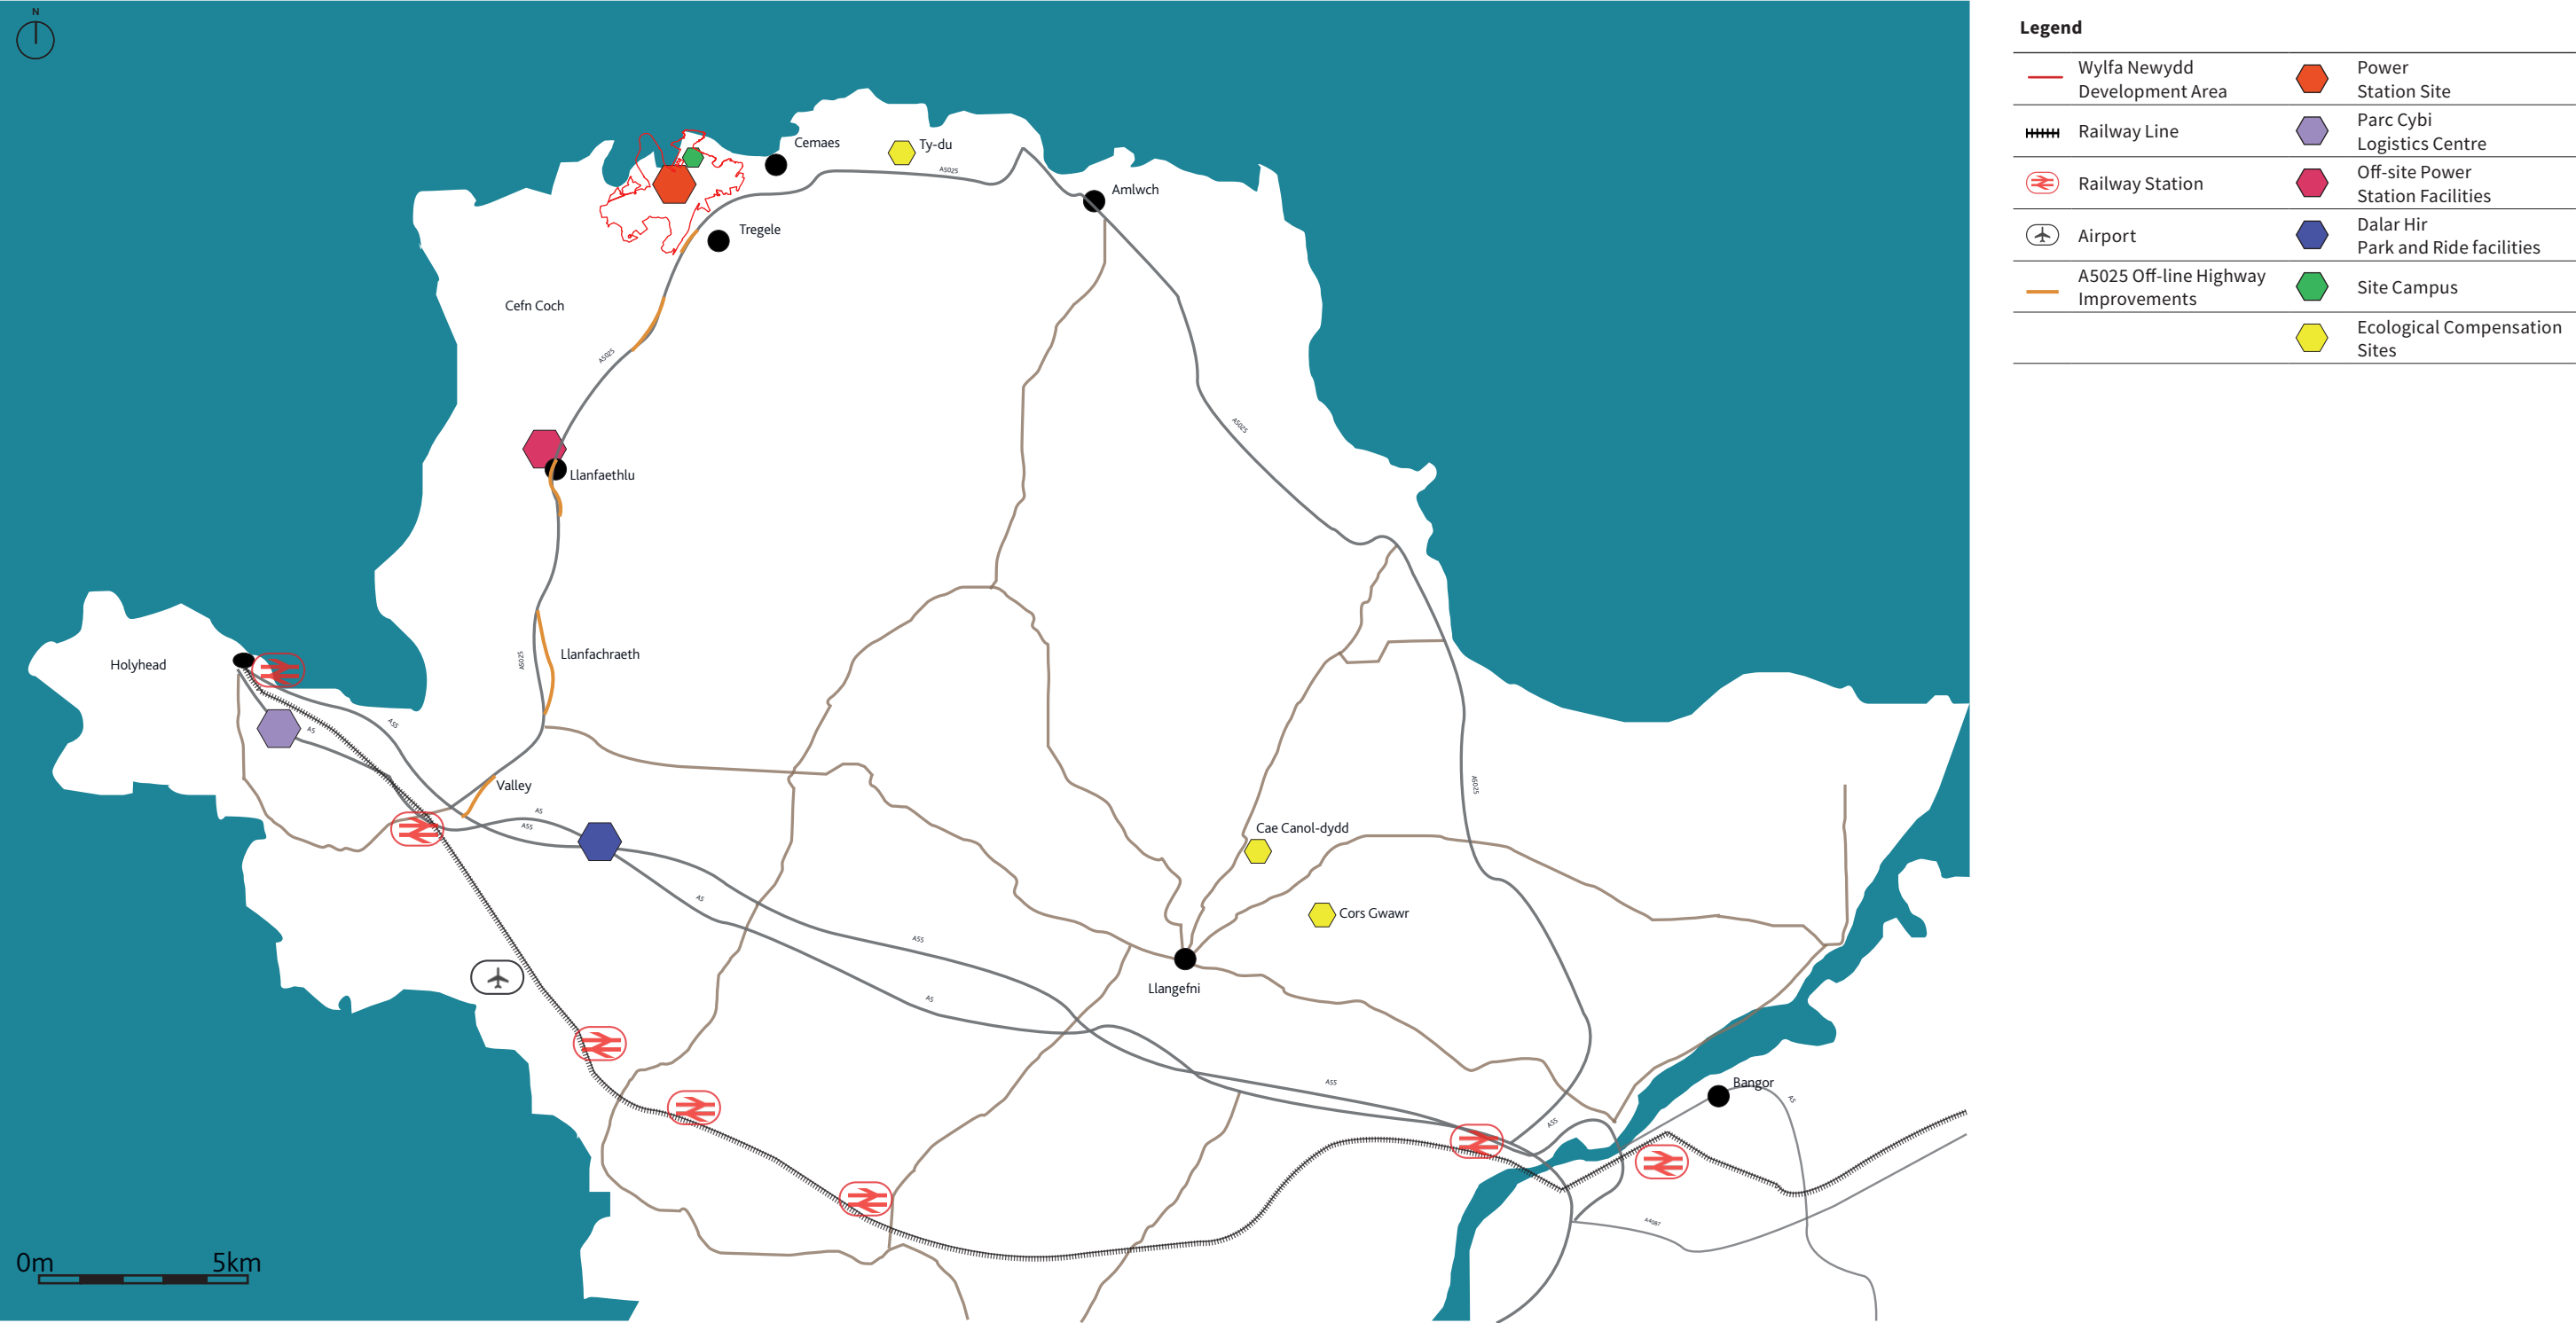 N
Cemaes
Ty-du
A5025
Amlwch
Tregele
Cefn Coch
A5025
A5025
Llanfaethlu
A5025
Llanfachraeth
Holyhead
A55
A5
A5025
Valley
A5
A55
Cae Canol-dydd
A5
Cors Gwawr
A55
Llangefni
A5
A55
Bangor
A5
A55
A4087
0m
5km
Legend
Wylfa Newydd
Development Area
Power
Station Site
Railway Line
Parc Cybi
Logistics Centre
Railway Station
Off-site Power
Station Facilities
Airport
Dalar Hir
Park and Ride facilities
A5025 Off-line Highway
Improvements
Site Campus
Ecological Compensation
Sites